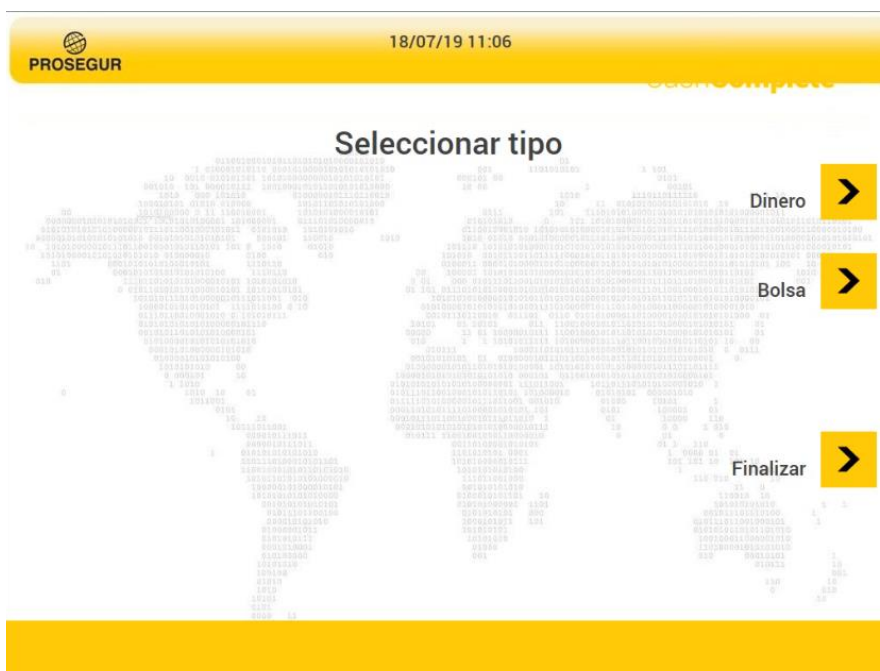 PROSEGUR
18/07/19 11:06
Seleccionar tipo
Dinero
Bolsa
Finalizar